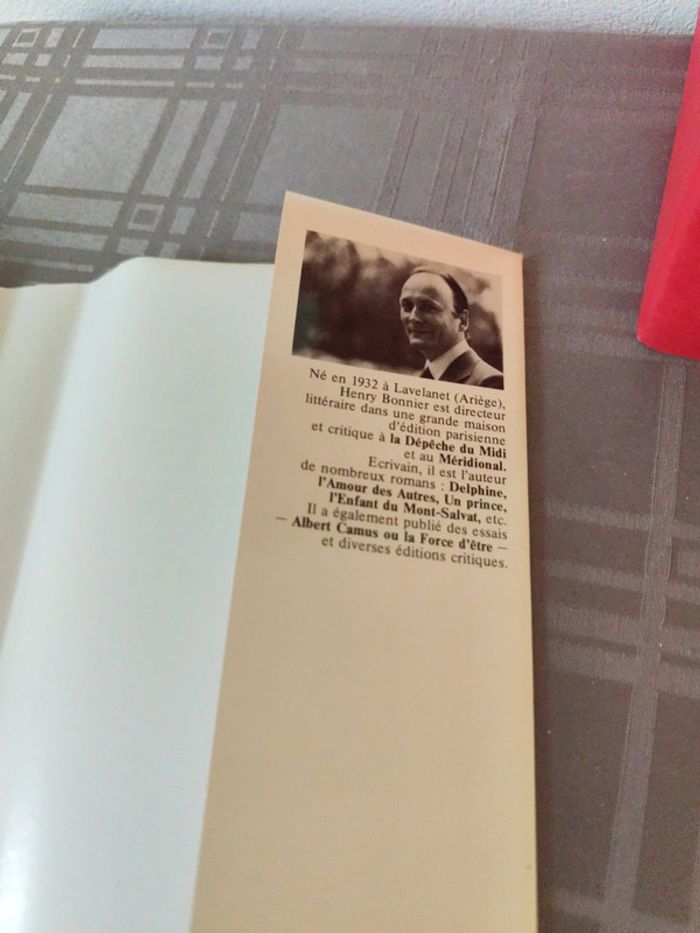 Né en 1932 à Lavelanet (Ariège),
Henry Bonnier est directeur
littéraire dans une grande maison
d'édition parisienne
et critique à la Dépêche du Midi
et au Méridional.
Ecrivain, il est l'auteur
de nombreux romans : Delphine,
l'Amour des Autres, Un prince,
l'Enfant du Mont-Salvat, etc.
Il a également publié des essais
— Albert Camus ou la Force d'être —
et diverses éditions critiques.